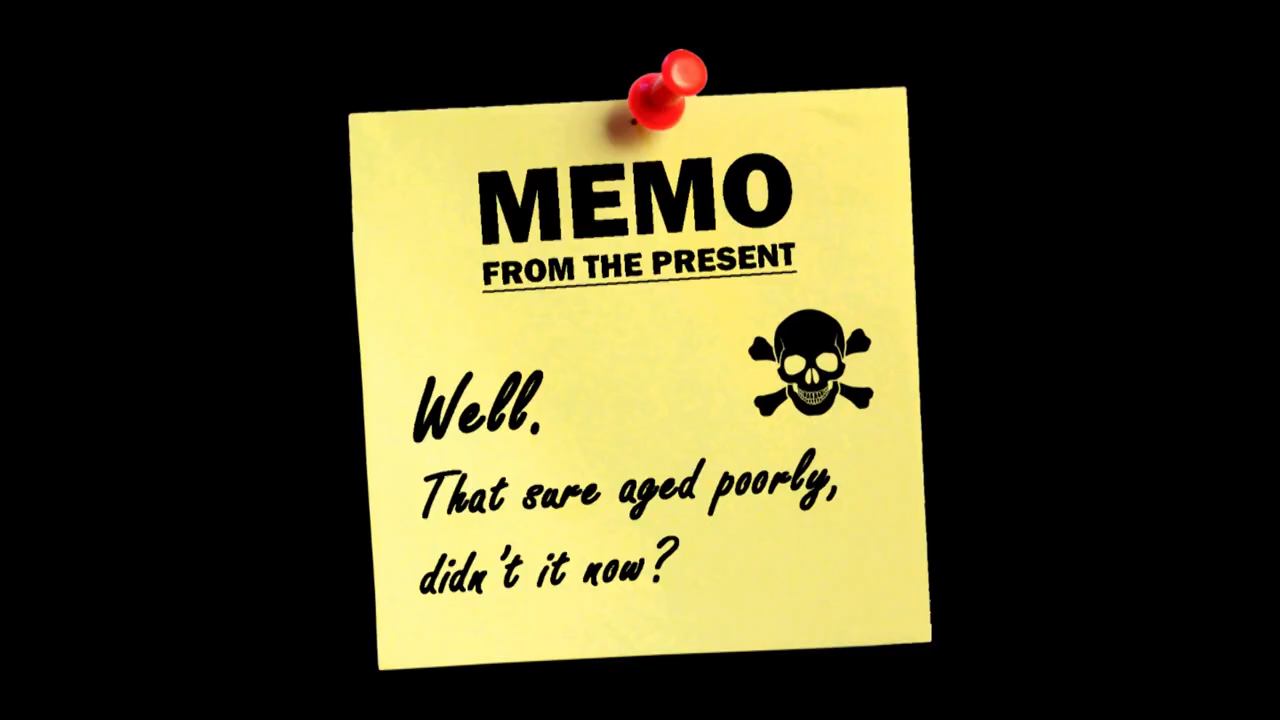 MEMO
FROM THE PRESENT
Well.
That sure aged poorly,
didn't it now?